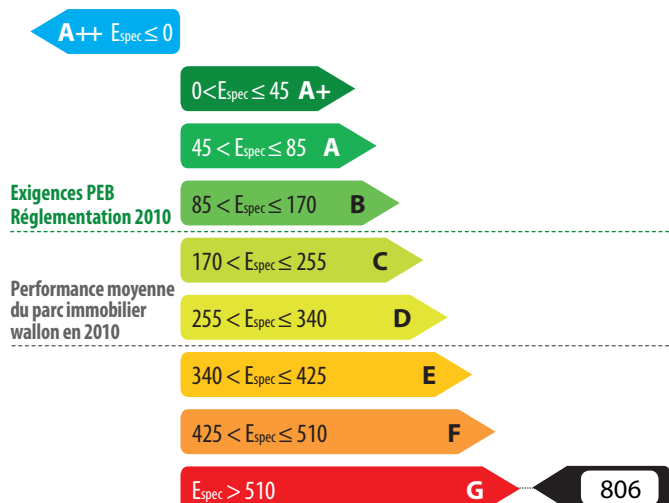 A++ Espec ≤ 0
0<Espec ≤ 45 A+
45 < Espec ≤ 85 A
Exigences PEB
Réglementation 2010
85 < Espec ≤ 170 B
170 < Espec ≤ 255 C
Performance moyenne
du parc immobilier
wallon en 2010
255 < Espec ≤ 340 D
340 < Espec ≤ 425 E
425 < Espec ≤ 510 F
Espec > 510 G 806